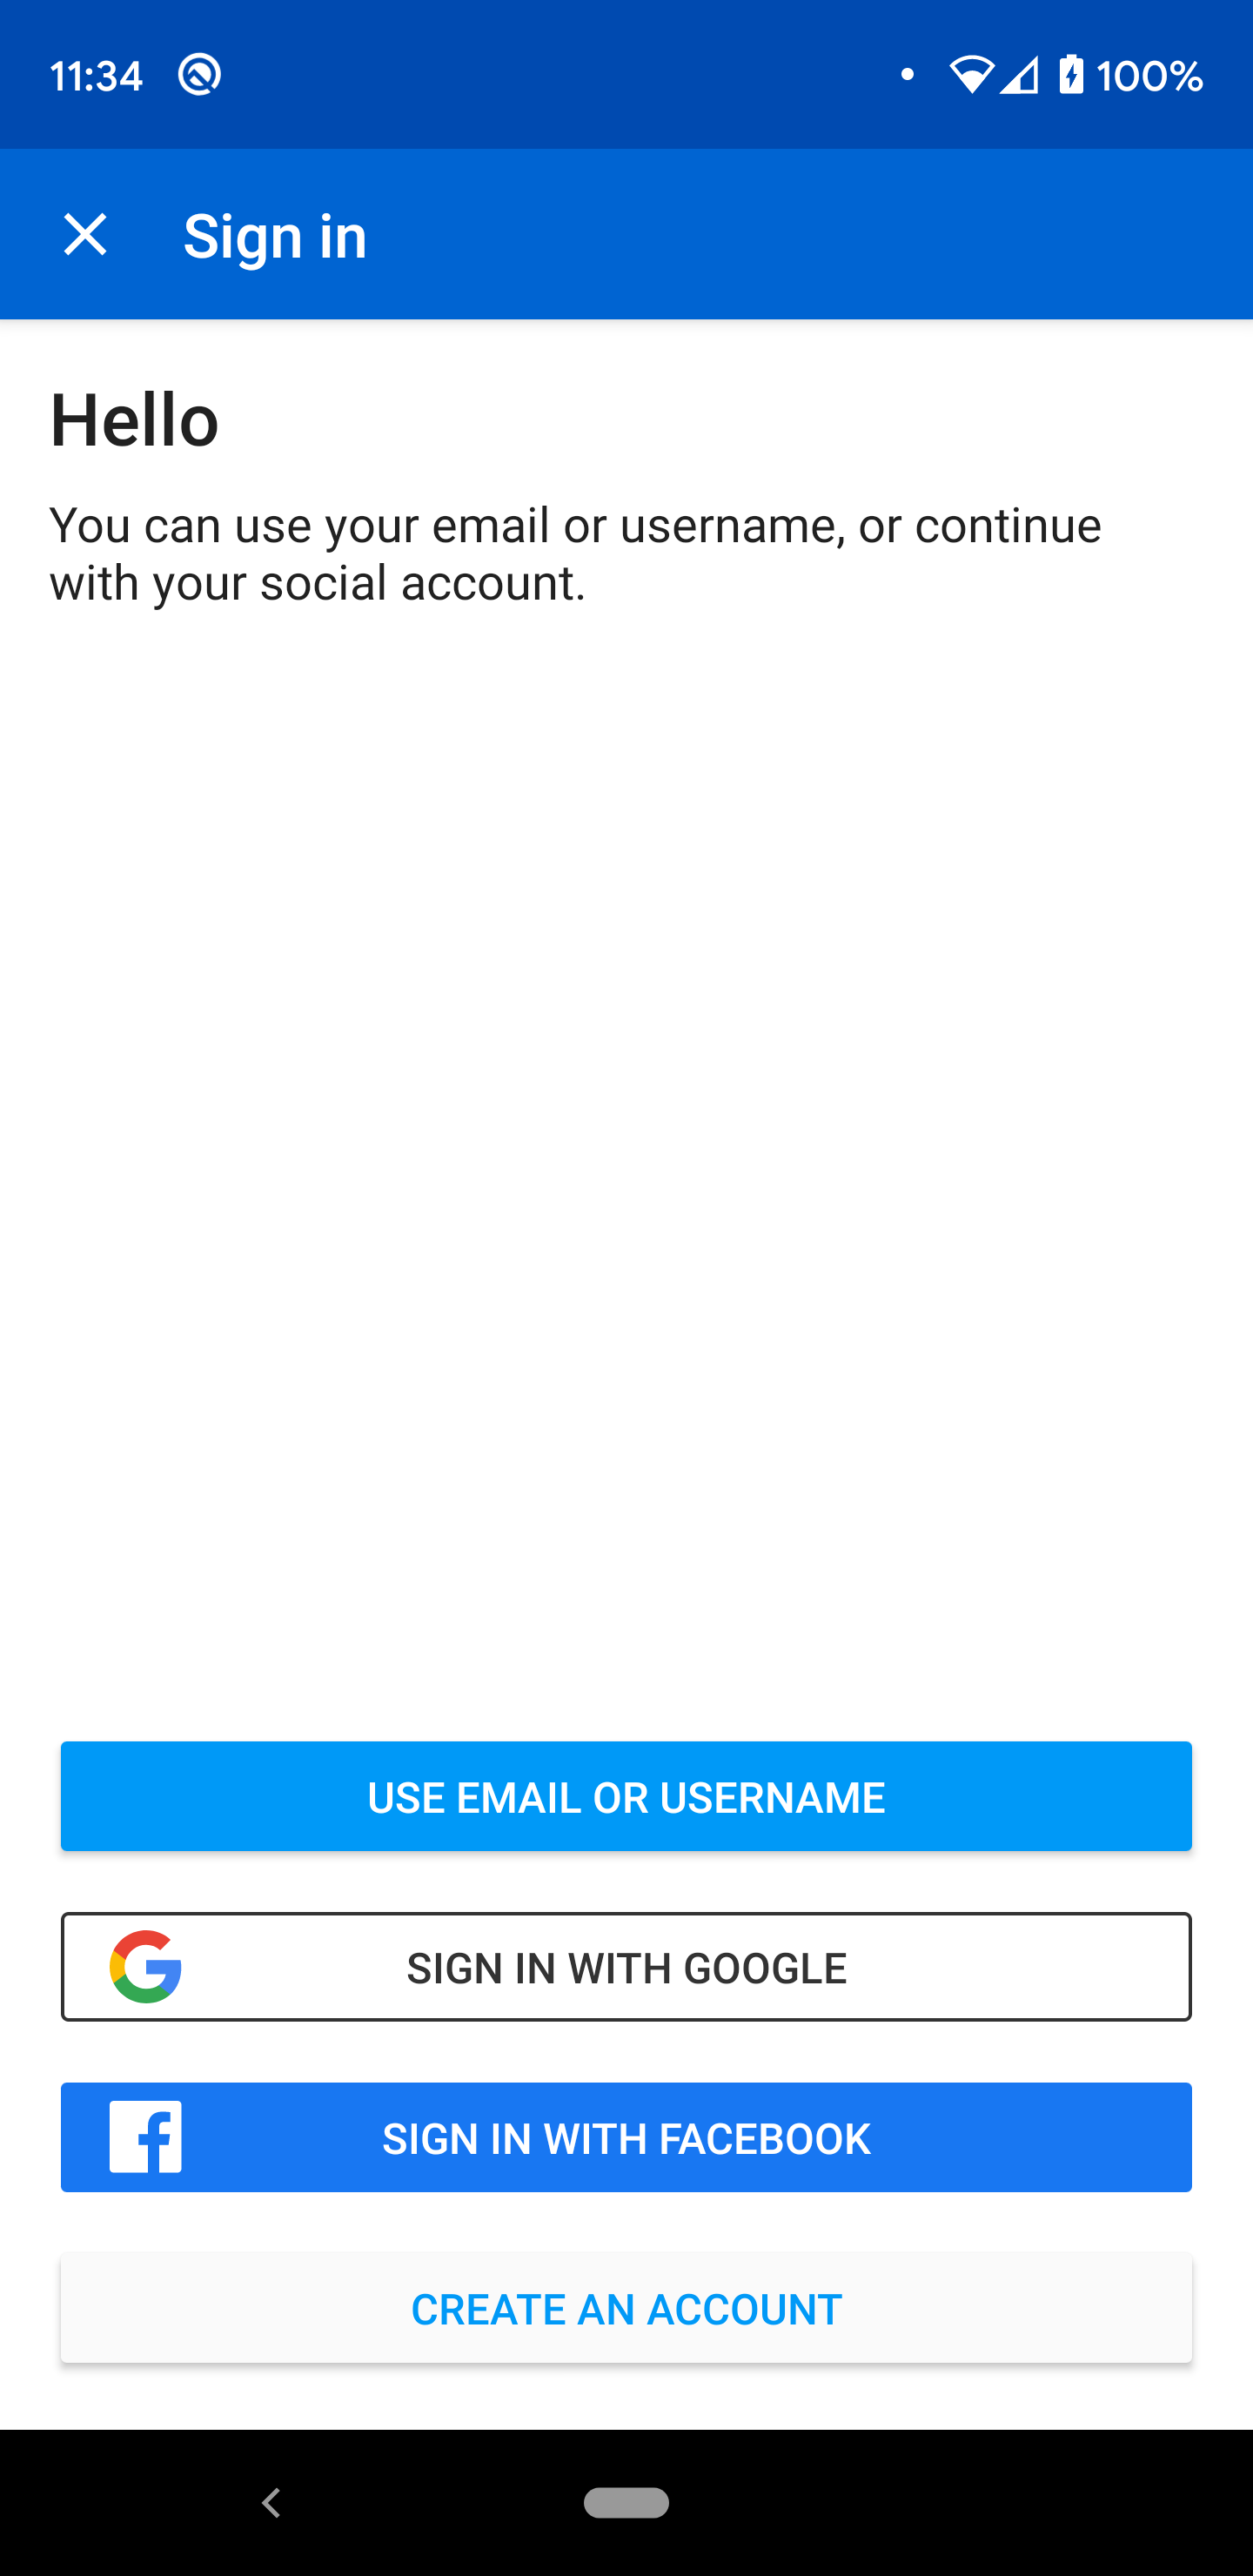 11:34
100%
Sign in
Hello
You can use your email or username, or continue
with your social account.
USE EMAIL OR USERNAME
SIGN IN WITH GOOGLE
SIGN IN WITH FACEBOOK
CREATE AN ACCOUNT